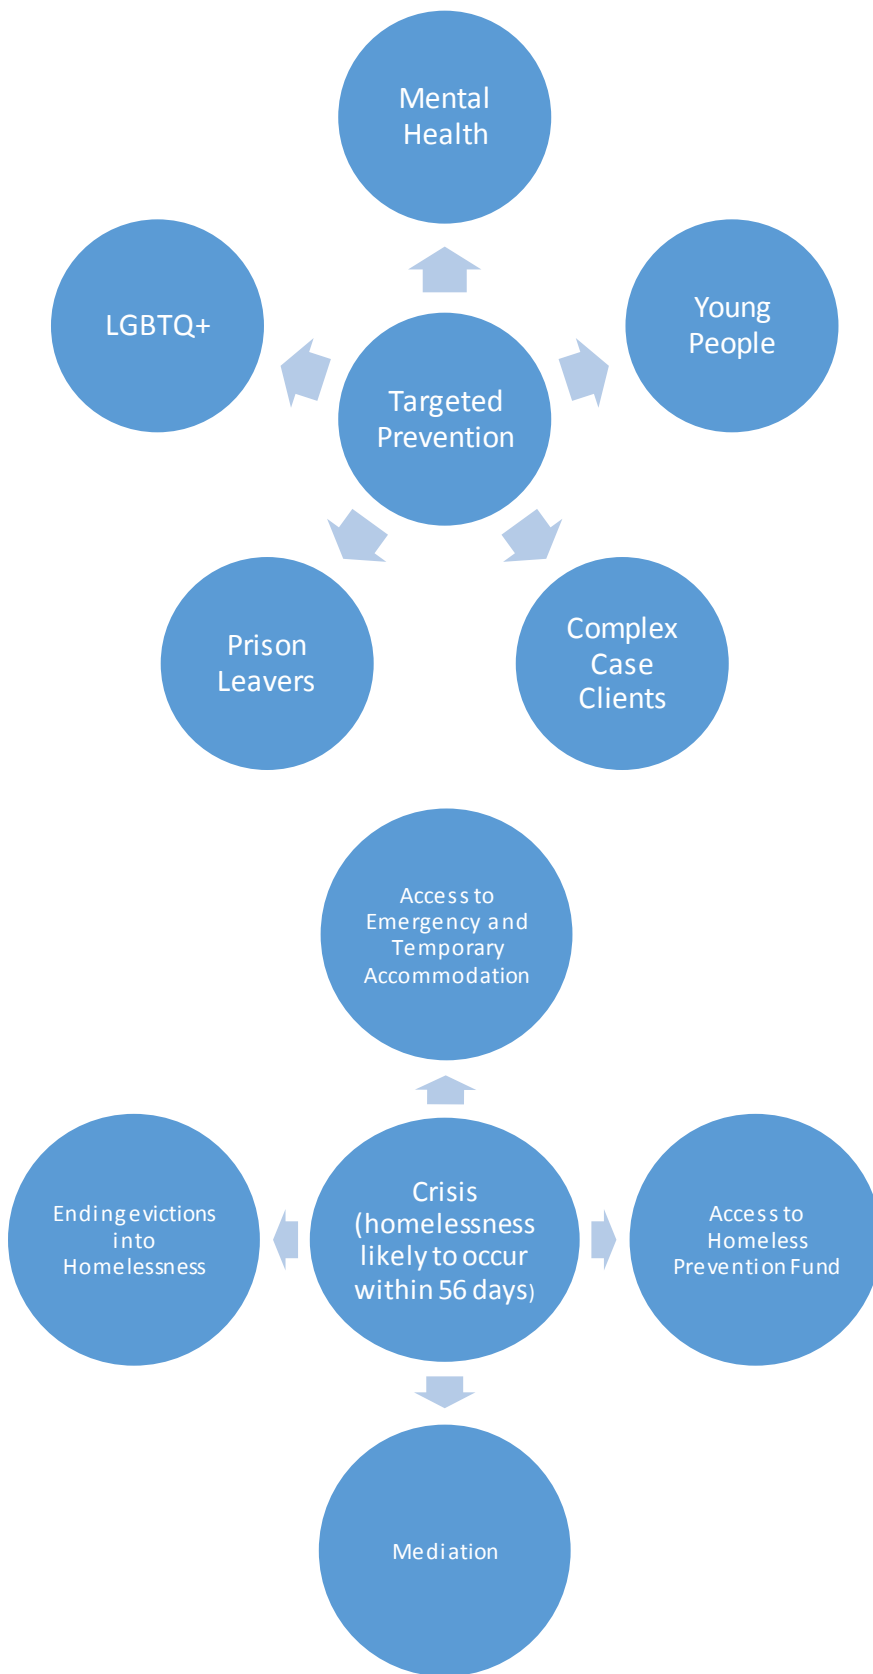 Mental
Health
LGBTQ+
Young
People
Targeted
Prevention
Prison
Leavers
Complex
Case
Clients
Access to
Emergency and
Temporary
Accommodation
Ending evictions
into
Homelessness
Crisis
(homelessness
likely to occur
within 56 days)
Access to
Homeless
Prevention Fund
Mediation